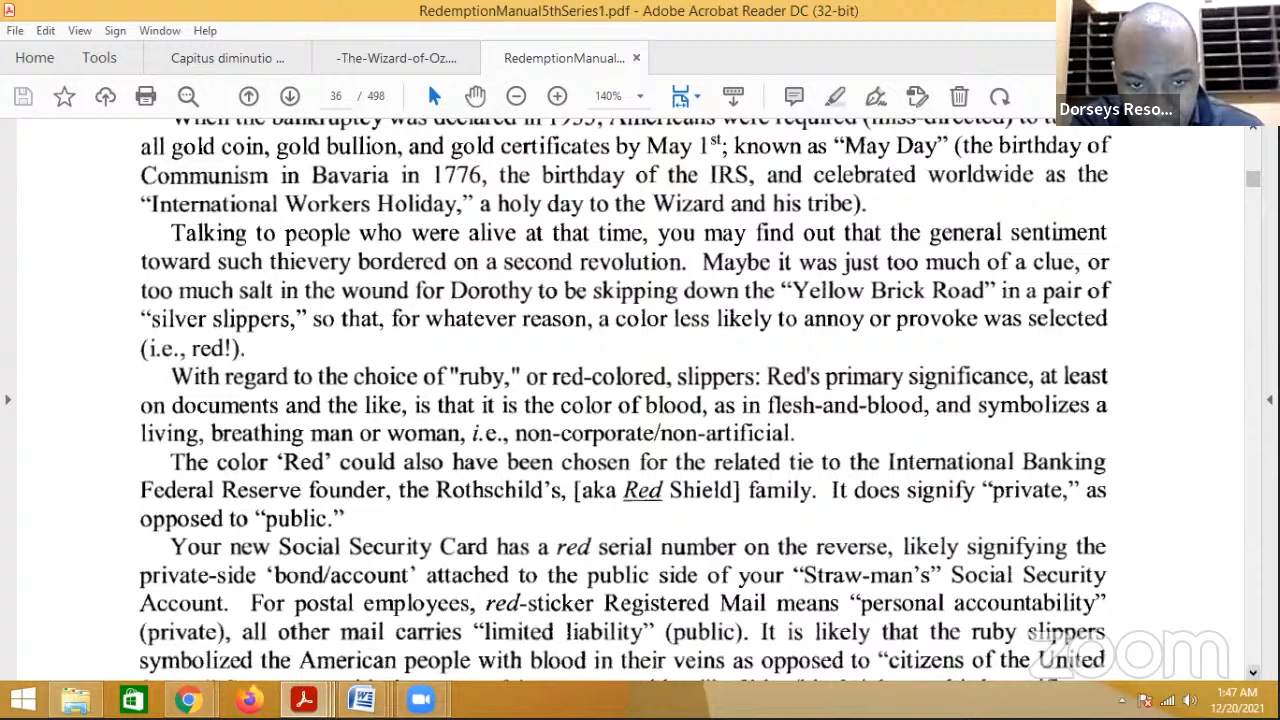 RedemptionManual5thSeries1.pdf - Adobe Acrobat Reader DC (32-bit)
File Edit View Sign Window Help
Home Tools Capitus diminutio ... -The-Wizard-of-Oz.... RedemptionManual... ×
36 / 498 140%
Dorseys Reso...
all gold coin, gold bullion, and gold certificates by May 1st; known as “May Day” (the birthday of
Communism in Bavaria in 1776, the birthday of the IRS, and celebrated worldwide as the
“International Workers Holiday,” a holy day to the Wizard and his tribe).
Talking to people who were alive at that time, you may find out that the general sentiment
toward such thievery bordered on a second revolution. Maybe it was just too much of a clue, or
too much salt in the wound for Dorothy to be skipping down the “Yellow Brick Road” in a pair of
“silver slippers,” so that, for whatever reason, a color less likely to annoy or provoke was selected
(i.e., red!).
With regard to the choice of "ruby," or red-colored, slippers: Red's primary significance, at least
on documents and the like, is that it is the color of blood, as in flesh-and-blood, and symbolizes a
living, breathing man or woman, i.e., non-corporate/non-artificial.
The color ‘Red’ could also have been chosen for the related tie to the International Banking
Federal Reserve founder, the Rothschild’s, [aka Red Shield] family. It does signify “private,” as
opposed to “public.”
Your new Social Security Card has a red serial number on the reverse, likely signifying the
private-side ‘bond/account’ attached to the public side of your “Straw-man’s” Social Security
Account. For postal employees, red-sticker Registered Mail means “personal accountability”
(private), all other mail carries “limited liability” (public). It is likely that the ruby slippers
symbolized the American people with blood in their veins as opposed to “citizens of the United
zoom
1:47 AM
12/20/2021